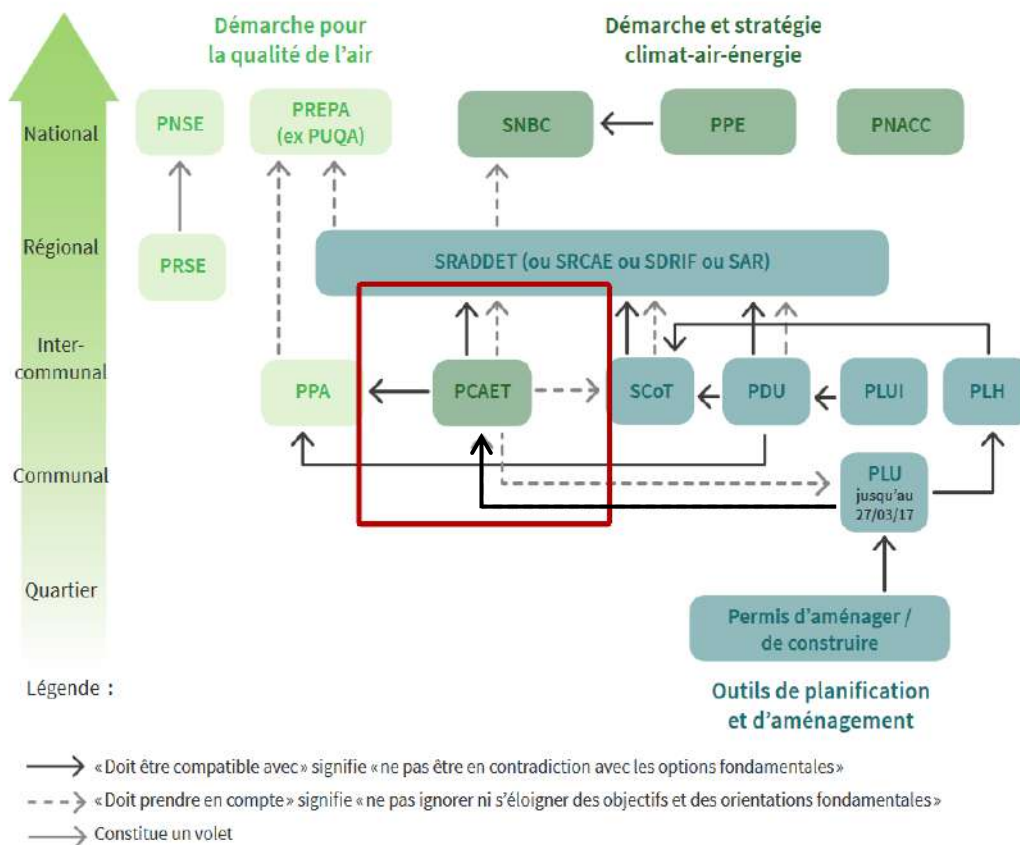 Démarche pour
la qualité de l'air
Démarche et stratégie
climat-air-énergie
National
PNSE
PREPA
(ex PUQA)
SNBC
PPE
PNACC
Régional
PRSE
SRADDET (ou SRCAE ou SDRIF ou SAR)
Inter-
communal
PPA
PCAET
SCoT
PDU
PLUI
PLH
Communal
PLU
jusqu'au
27/03/17
Quartier
Permis d'aménager /
de construire
Légende :
Outils de planification
et d'aménagement
«Doit être compatible avec» signifie «ne pas être en contradiction avec les options fondamentales»
«Doit prendre en compte» signifie «ne pas ignorer ni s'éloigner des objectifs et des orientations fondamentales»
Constitue un volet